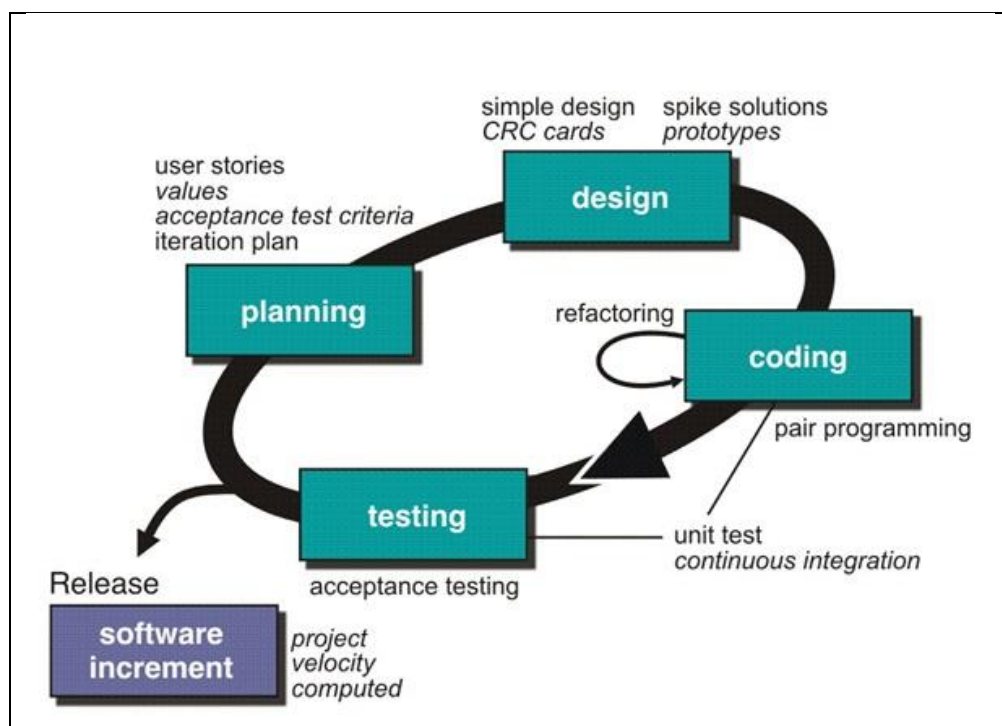 simple design
CRC cards
spike solutions
prototypes
design
user stories
values
acceptance test criteria
iteration plan
planning
refactoring
coding
pair programming
testing
acceptance testing
unit test
continuous integration
Release
software
increment
project
velocity
computed